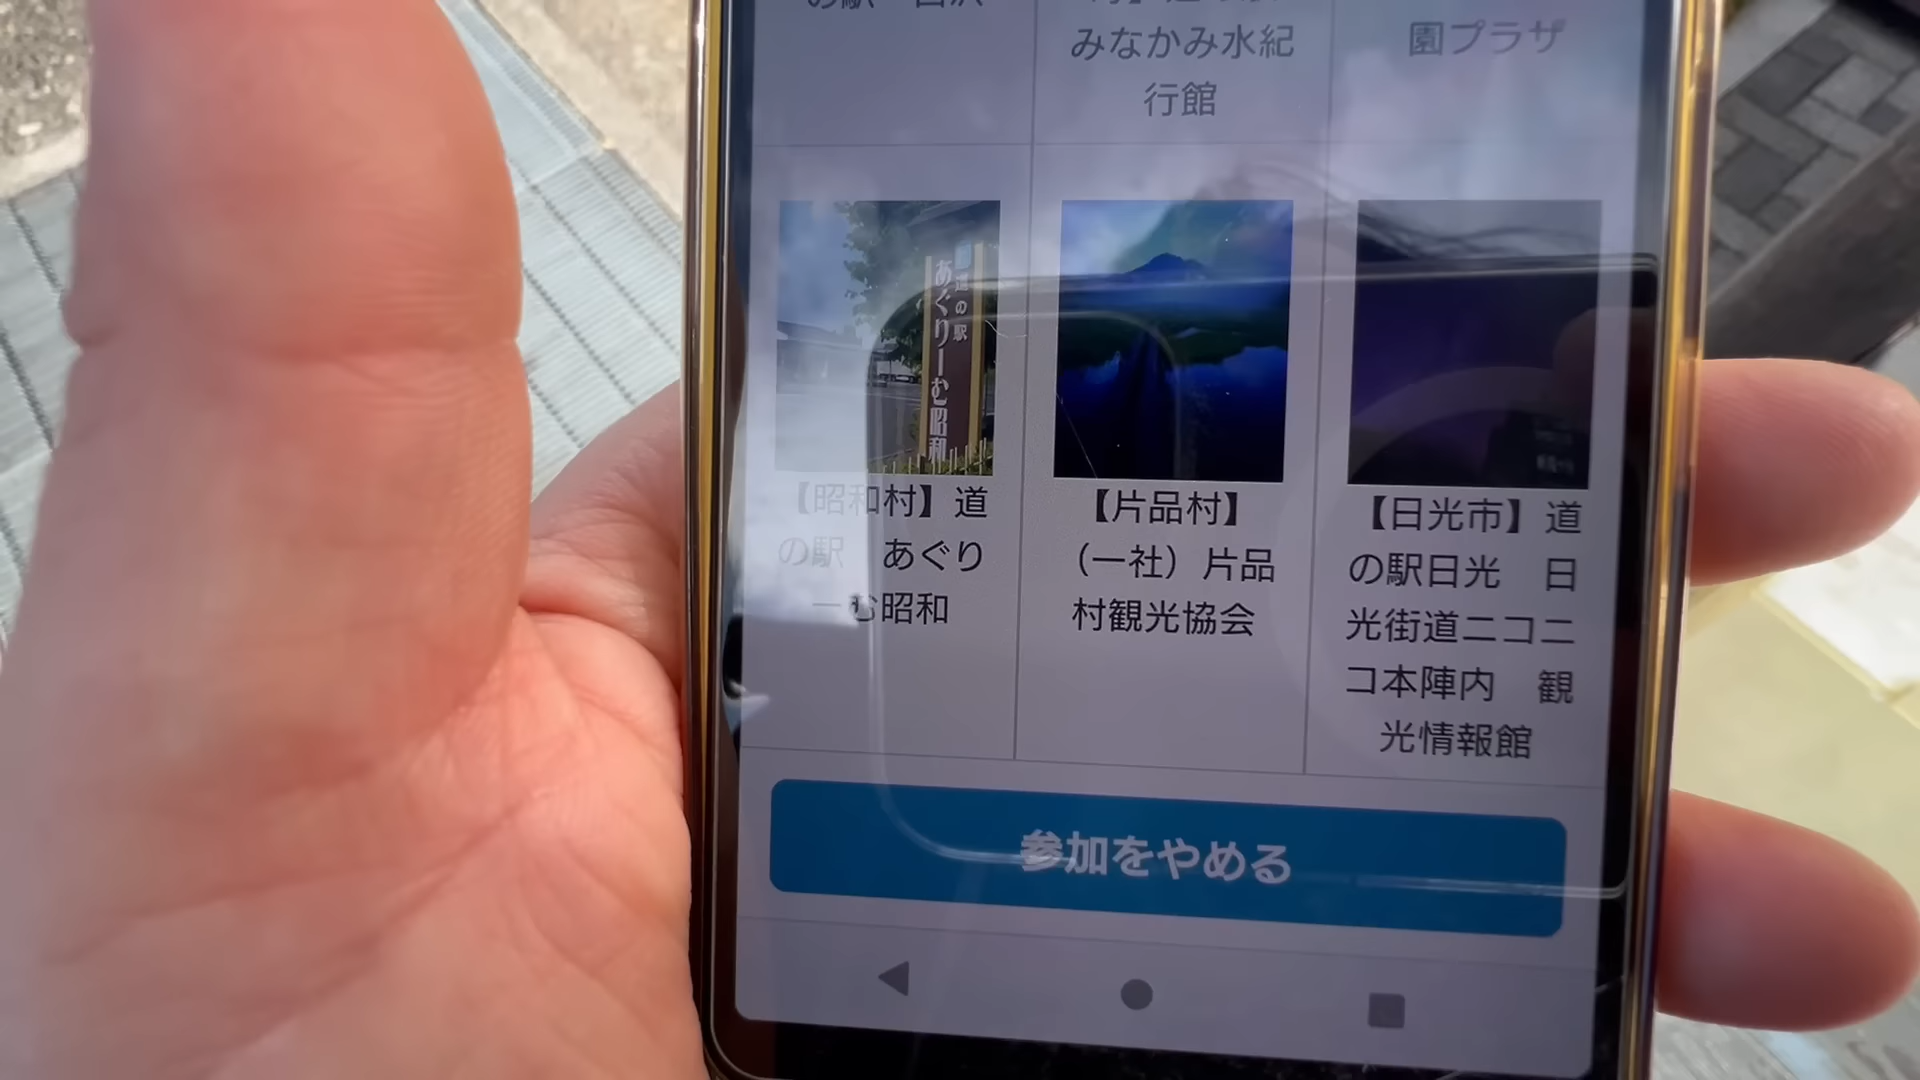 みなかみ水紀
行館
園プラザ
道の駅
あぐりーむ昭和
【昭和村】道
の駅 あぐり
ーむ昭和
【片品村】
（一社）片品
村観光協会
【日光市】道
の駅日光 日
光街道ニコニ
コ本陣内 観
光情報館
参加をやめる